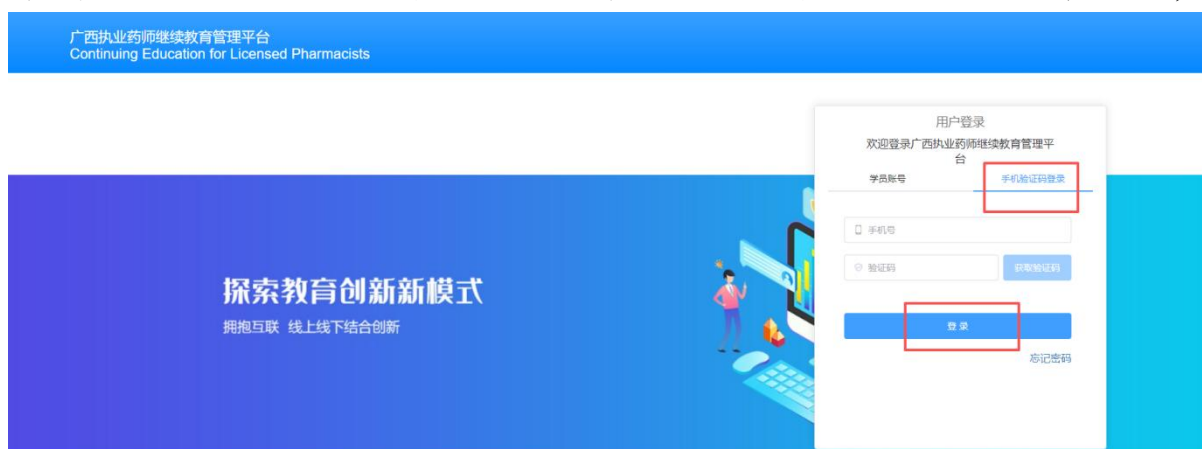 广西执业药师继续教育管理平台
Continuing Education for Licensed Pharmacists
用户登录
欢迎登录广西执业药师继续教育管理平
台
学员账号
手机验证码登录
手机号
验证码
获取验证码
登录
忘记密码
探索教育创新新模式
拥抱互联 线上线下结合创新